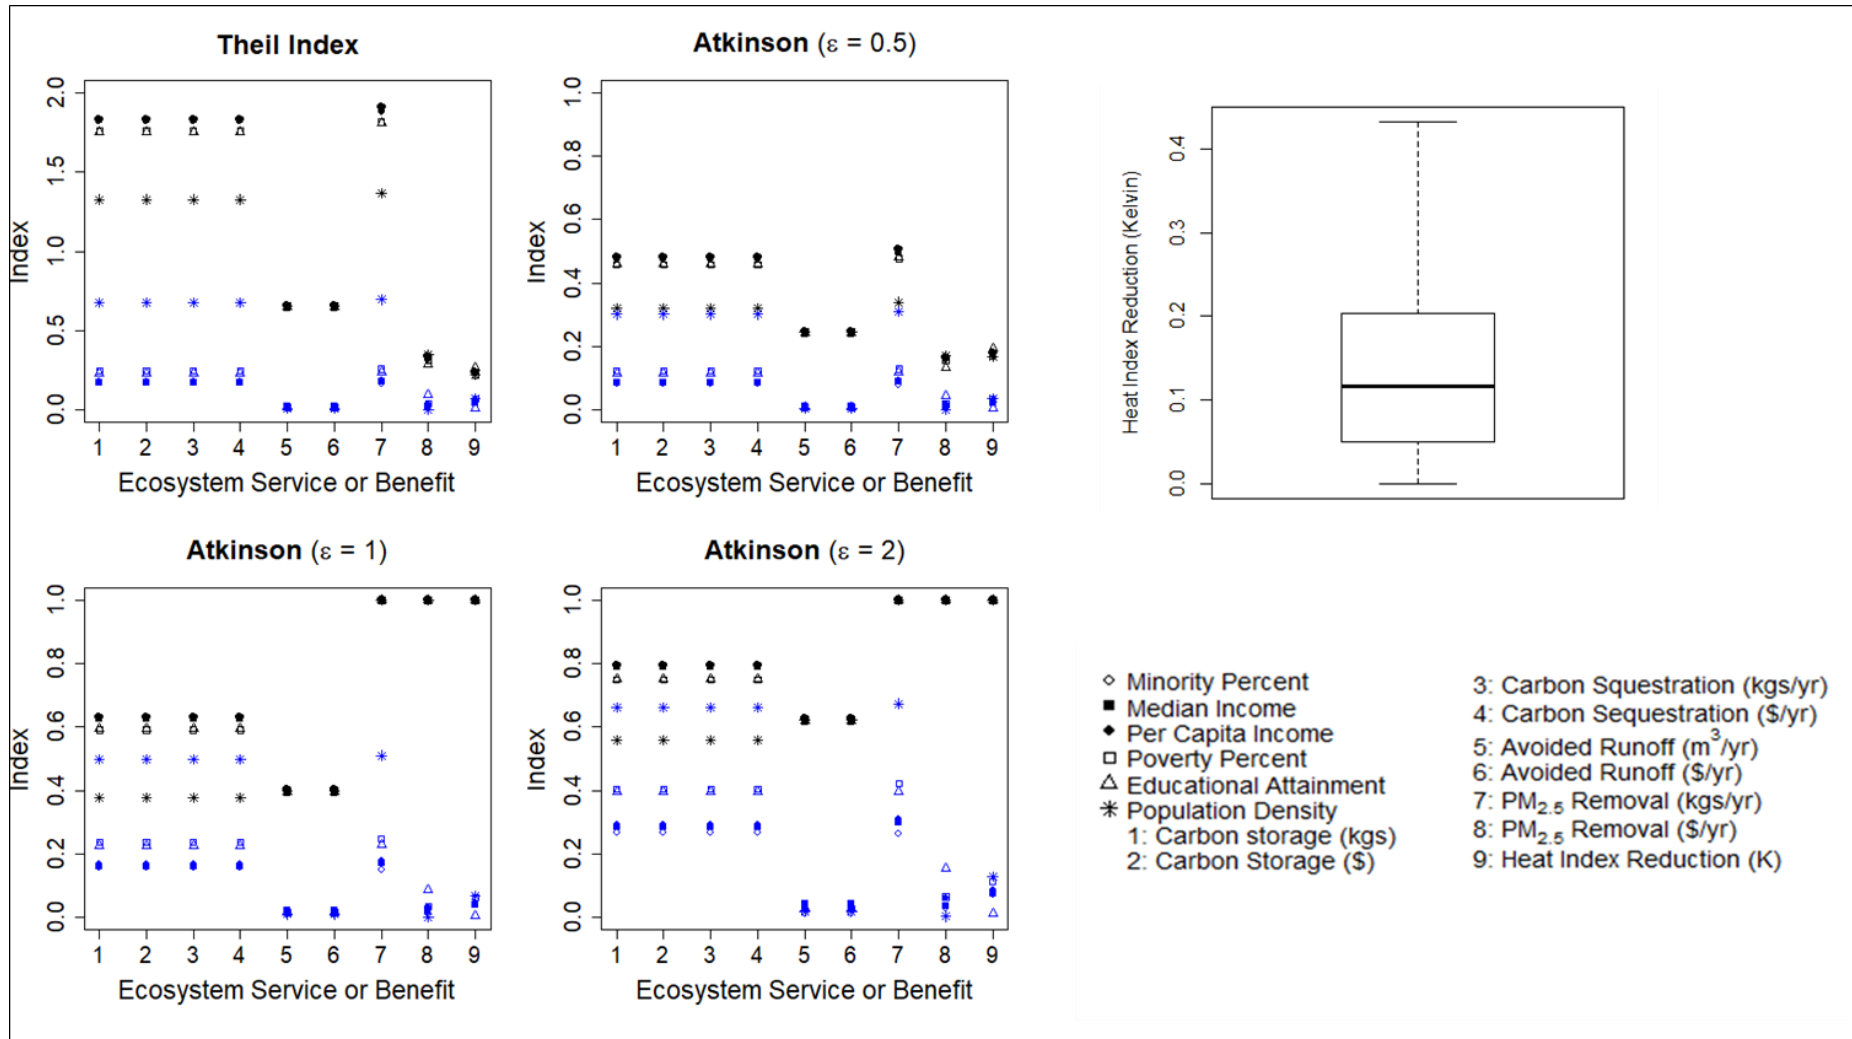 Theil Index
2.0
1.5
1.0
0.5
0.0
Index
1 2 3 4 5 6 7 8 9
Ecosystem Service or Benefit
Atkinson (ε = 0.5)
1.0
0.8
0.6
0.4
0.2
0.0
Index
1 2 3 4 5 6 7 8 9
Ecosystem Service or Benefit
Heat Index Reduction (Kelvin)
0.4
0.3
0.2
0.1
0.0
Atkinson (ε = 1)
1.0
0.8
0.6
0.4
0.2
0.0
Index
1 2 3 4 5 6 7 8 9
Ecosystem Service or Benefit
Atkinson (ε = 2)
1.0
0.8
0.6
0.4
0.2
0.0
Index
1 2 3 4 5 6 7 8 9
Ecosystem Service or Benefit
Minority Percent
Median Income
Per Capita Income
Poverty Percent
Educational Attainment
Population Density
1: Carbon storage (kgs)
2: Carbon Storage ($)
3: Carbon Squestration (kgs/yr)
4: Carbon Sequestration ($/yr)
5: Avoided Runoff (m³/yr)
6: Avoided Runoff ($/yr)
7: PM₂.₅ Removal (kgs/yr)
8: PM₂.₅ Removal ($/yr)
9: Heat Index Reduction (K)